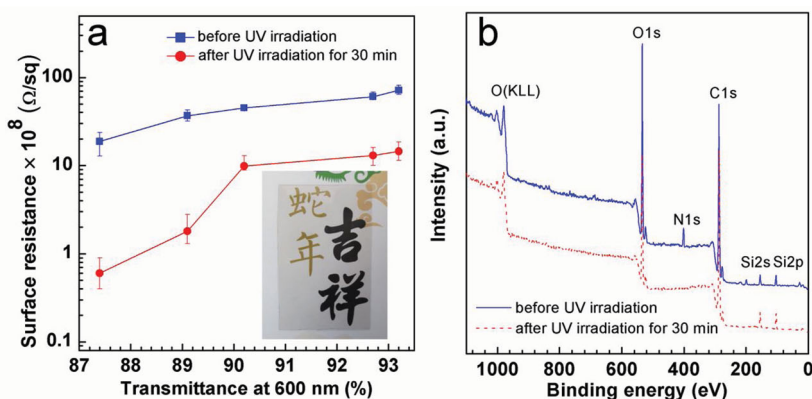 a
before UV irradiation
after UV irradiation for 30 min
Surface resistance × 10⁸ (Ω/sq)
100
10
1
0.1
87 88 89 90 91 92 93
Transmittance at 600 nm (%)
蛇年
吉祥
b
O1s
C1s
O(KLL)
N1s
Si2s Si2p
before UV irradiation
after UV irradiation for 30 min
Intensity (a.u.)
1000 800 600 400 200 0
Binding energy (eV)